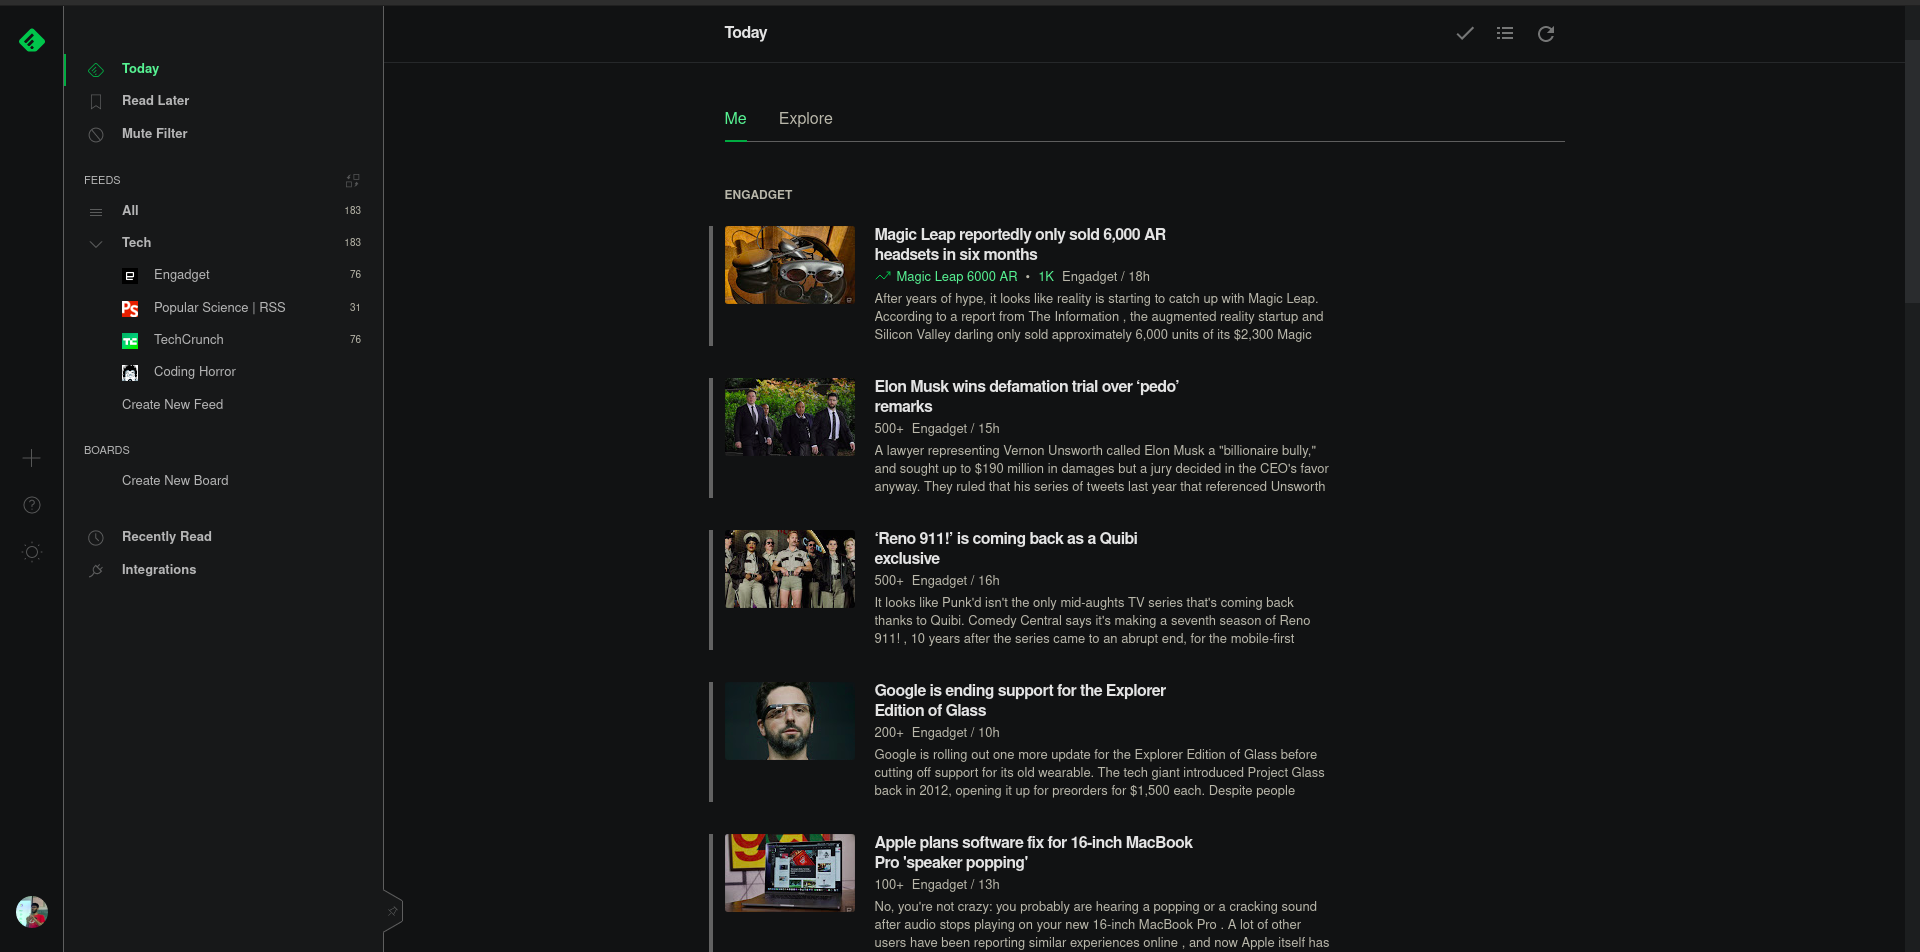 Today
Read Later
Mute Filter
FEEDS
All 183
Tech 183
Engadget 76
Popular Science | RSS 31
TechCrunch 76
Coding Horror
Create New Feed
BOARDS
Create New Board
Recently Read
Integrations
Today
Me Explore
ENGADGET
Magic Leap reportedly only sold 6,000 AR
headsets in six months
Magic Leap 6000 AR • 1K Engadget / 18h
After years of hype, it looks like reality is starting to catch up with Magic Leap.
According to a report from The Information , the augmented reality startup and
Silicon Valley darling only sold approximately 6,000 units of its $2,300 Magic
Elon Musk wins defamation trial over ‘pedo’
remarks
500+ Engadget / 15h
A lawyer representing Vernon Unsworth called Elon Musk a "billionaire bully,"
and sought up to $190 million in damages but a jury decided in the CEO's favor
anyway. They ruled that his series of tweets last year that referenced Unsworth
‘Reno 911!’ is coming back as a Quibi
exclusive
500+ Engadget / 16h
It looks like Punk'd isn't the only mid-aughts TV series that's coming back
thanks to Quibi. Comedy Central says it's making a seventh season of Reno
911! , 10 years after the series came to an abrupt end, for the mobile-first
Google is ending support for the Explorer
Edition of Glass
200+ Engadget / 10h
Google is rolling out one more update for the Explorer Edition of Glass before
cutting off support for its old wearable. The tech giant introduced Project Glass
back in 2012, opening it up for preorders for $1,500 each. Despite people
Apple plans software fix for 16-inch MacBook
Pro 'speaker popping'
100+ Engadget / 13h
No, you're not crazy: you probably are hearing a popping or a cracking sound
after audio stops playing on your new 16-inch MacBook Pro . A lot of other
users have been reporting similar experiences online , and now Apple itself has